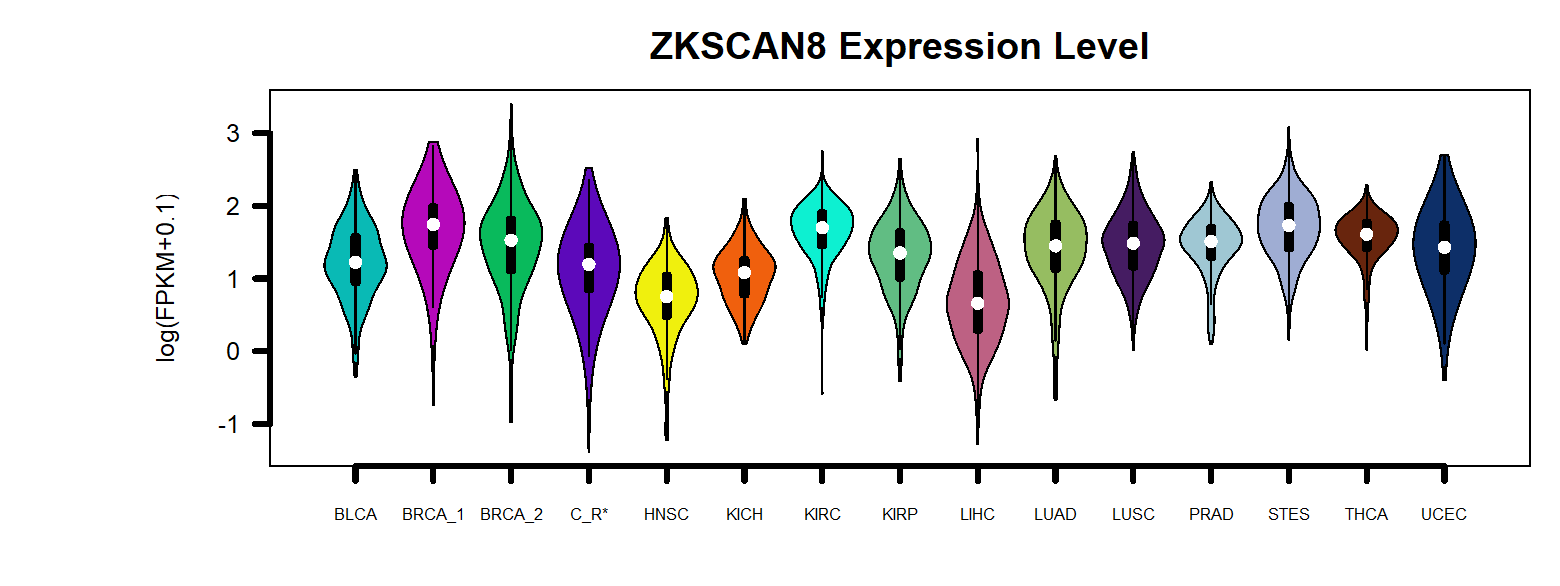 ZKSCAN8 Expression Level
log(FPKM+0.1)
3
2
1
0
-1
BLCA BRCA_1 BRCA_2 C_R* HNSC KICH KIRC KIRP LIHC LUAD LUSC PRAD STES THCA UCEC